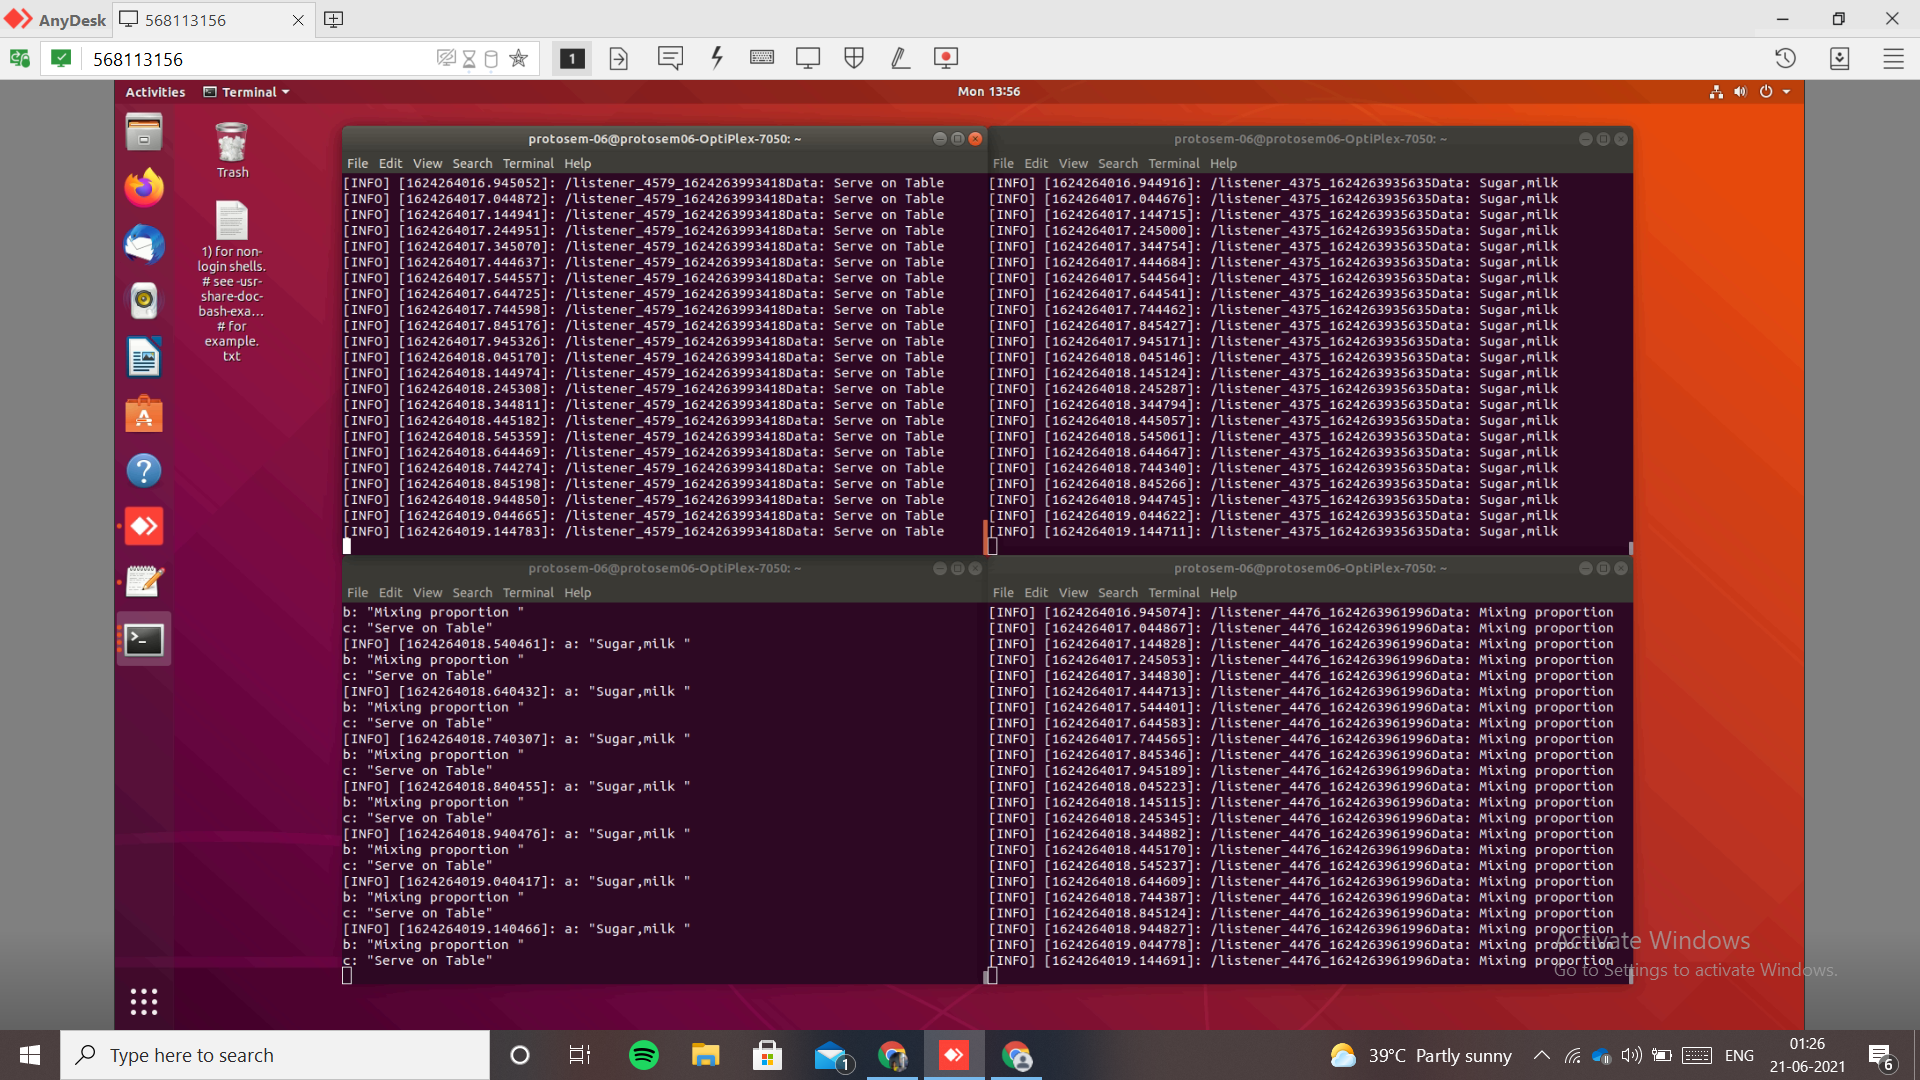 AnyDesk
568113156
568113156
1
Activities
Terminal
Mon 13:56
Trash
1) for non-
login shells.
# see -usr-
share-doc-
bash-exa...
# for
example.
txt
protosem-06@protosem06-OptiPlex-7050: ~
File Edit View Search Terminal Help
[INFO] [1624264016.945052]: /listener_4579_1624263993418Data: Serve on Table
[INFO] [1624264017.044872]: /listener_4579_1624263993418Data: Serve on Table
[INFO] [1624264017.144941]: /listener_4579_1624263993418Data: Serve on Table
[INFO] [1624264017.244951]: /listener_4579_1624263993418Data: Serve on Table
[INFO] [1624264017.345070]: /listener_4579_1624263993418Data: Serve on Table
[INFO] [1624264017.444637]: /listener_4579_1624263993418Data: Serve on Table
[INFO] [1624264017.544557]: /listener_4579_1624263993418Data: Serve on Table
[INFO] [1624264017.644725]: /listener_4579_1624263993418Data: Serve on Table
[INFO] [1624264017.744598]: /listener_4579_1624263993418Data: Serve on Table
[INFO] [1624264017.845176]: /listener_4579_1624263993418Data: Serve on Table
[INFO] [1624264017.945326]: /listener_4579_1624263993418Data: Serve on Table
[INFO] [1624264018.045170]: /listener_4579_1624263993418Data: Serve on Table
[INFO] [1624264018.144974]: /listener_4579_1624263993418Data: Serve on Table
[INFO] [1624264018.245308]: /listener_4579_1624263993418Data: Serve on Table
[INFO] [1624264018.344811]: /listener_4579_1624263993418Data: Serve on Table
[INFO] [1624264018.445182]: /listener_4579_1624263993418Data: Serve on Table
[INFO] [1624264018.545359]: /listener_4579_1624263993418Data: Serve on Table
[INFO] [1624264018.644469]: /listener_4579_1624263993418Data: Serve on Table
[INFO] [1624264018.744274]: /listener_4579_1624263993418Data: Serve on Table
[INFO] [1624264018.845198]: /listener_4579_1624263993418Data: Serve on Table
[INFO] [1624264018.944850]: /listener_4579_1624263993418Data: Serve on Table
[INFO] [1624264019.044665]: /listener_4579_1624263993418Data: Serve on Table
[INFO] [1624264019.144783]: /listener_4579_1624263993418Data: Serve on Table
protosem-06@protosem06-OptiPlex-7050: ~
File Edit View Search Terminal Help
[INFO] [1624264016.944916]: /listener_4375_1624263935635Data: Sugar,milk
[INFO] [1624264017.044676]: /listener_4375_1624263935635Data: Sugar,milk
[INFO] [1624264017.144715]: /listener_4375_1624263935635Data: Sugar,milk
[INFO] [1624264017.245000]: /listener_4375_1624263935635Data: Sugar,milk
[INFO] [1624264017.344754]: /listener_4375_1624263935635Data: Sugar,milk
[INFO] [1624264017.444684]: /listener_4375_1624263935635Data: Sugar,milk
[INFO] [1624264017.544564]: /listener_4375_1624263935635Data: Sugar,milk
[INFO] [1624264017.644541]: /listener_4375_1624263935635Data: Sugar,milk
[INFO] [1624264017.744462]: /listener_4375_1624263935635Data: Sugar,milk
[INFO] [1624264017.845427]: /listener_4375_1624263935635Data: Sugar,milk
[INFO] [1624264017.945171]: /listener_4375_1624263935635Data: Sugar,milk
[INFO] [1624264018.045146]: /listener_4375_1624263935635Data: Sugar,milk
[INFO] [1624264018.145124]: /listener_4375_1624263935635Data: Sugar,milk
[INFO] [1624264018.245287]: /listener_4375_1624263935635Data: Sugar,milk
[INFO] [1624264018.344794]: /listener_4375_1624263935635Data: Sugar,milk
[INFO] [1624264018.445057]: /listener_4375_1624263935635Data: Sugar,milk
[INFO] [1624264018.545061]: /listener_4375_1624263935635Data: Sugar,milk
[INFO] [1624264018.644647]: /listener_4375_1624263935635Data: Sugar,milk
[INFO] [1624264018.744340]: /listener_4375_1624263935635Data: Sugar,milk
[INFO] [1624264018.845266]: /listener_4375_1624263935635Data: Sugar,milk
[INFO] [1624264018.944745]: /listener_4375_1624263935635Data: Sugar,milk
[INFO] [1624264019.044622]: /listener_4375_1624263935635Data: Sugar,milk
[INFO] [1624264019.144711]: /listener_4375_1624263935635Data: Sugar,milk
protosem-06@protosem06-OptiPlex-7050: ~
File Edit View Search Terminal Help
b: "Mixing proportion "
c: "Serve on Table"
[INFO] [1624264018.540461]: a: "Sugar,milk "
b: "Mixing proportion "
c: "Serve on Table"
[INFO] [1624264018.640432]: a: "Sugar,milk "
b: "Mixing proportion "
c: "Serve on Table"
[INFO] [1624264018.740307]: a: "Sugar,milk "
b: "Mixing proportion "
c: "Serve on Table"
[INFO] [1624264018.840455]: a: "Sugar,milk "
b: "Mixing proportion "
c: "Serve on Table"
[INFO] [1624264018.940476]: a: "Sugar,milk "
b: "Mixing proportion "
c: "Serve on Table"
[INFO] [1624264019.040417]: a: "Sugar,milk "
b: "Mixing proportion "
c: "Serve on Table"
[INFO] [1624264019.140466]: a: "Sugar,milk "
b: "Mixing proportion "
c: "Serve on Table"
protosem-06@protosem06-OptiPlex-7050: ~
File Edit View Search Terminal Help
[INFO] [1624264016.945074]: /listener_4476_1624263961996Data: Mixing proportion
[INFO] [1624264017.044867]: /listener_4476_1624263961996Data: Mixing proportion
[INFO] [1624264017.144828]: /listener_4476_1624263961996Data: Mixing proportion
[INFO] [1624264017.245053]: /listener_4476_1624263961996Data: Mixing proportion
[INFO] [1624264017.344830]: /listener_4476_1624263961996Data: Mixing proportion
[INFO] [1624264017.444713]: /listener_4476_1624263961996Data: Mixing proportion
[INFO] [1624264017.544401]: /listener_4476_1624263961996Data: Mixing proportion
[INFO] [1624264017.644583]: /listener_4476_1624263961996Data: Mixing proportion
[INFO] [1624264017.744565]: /listener_4476_1624263961996Data: Mixing proportion
[INFO] [1624264017.845346]: /listener_4476_1624263961996Data: Mixing proportion
[INFO] [1624264017.945189]: /listener_4476_1624263961996Data: Mixing proportion
[INFO] [1624264018.045223]: /listener_4476_1624263961996Data: Mixing proportion
[INFO] [1624264018.145115]: /listener_4476_1624263961996Data: Mixing proportion
[INFO] [1624264018.245345]: /listener_4476_1624263961996Data: Mixing proportion
[INFO] [1624264018.344882]: /listener_4476_1624263961996Data: Mixing proportion
[INFO] [1624264018.445170]: /listener_4476_1624263961996Data: Mixing proportion
[INFO] [1624264018.545237]: /listener_4476_1624263961996Data: Mixing proportion
[INFO] [1624264018.644609]: /listener_4476_1624263961996Data: Mixing proportion
[INFO] [1624264018.744387]: /listener_4476_1624263961996Data: Mixing proportion
[INFO] [1624264018.845124]: /listener_4476_1624263961996Data: Mixing proportion
[INFO] [1624264018.944827]: /listener_4476_1624263961996Data: Mixing proportion
[INFO] [1624264019.044778]: /listener_4476_1624263961996Data: Mixing proportion
[INFO] [1624264019.144691]: /listener_4476_1624263961996Data: Mixing proportion
Activate Windows
Go to Settings to activate Windows.
Type here to search
1
39°C Partly sunny
ENG
01:26
21-06-2021
6